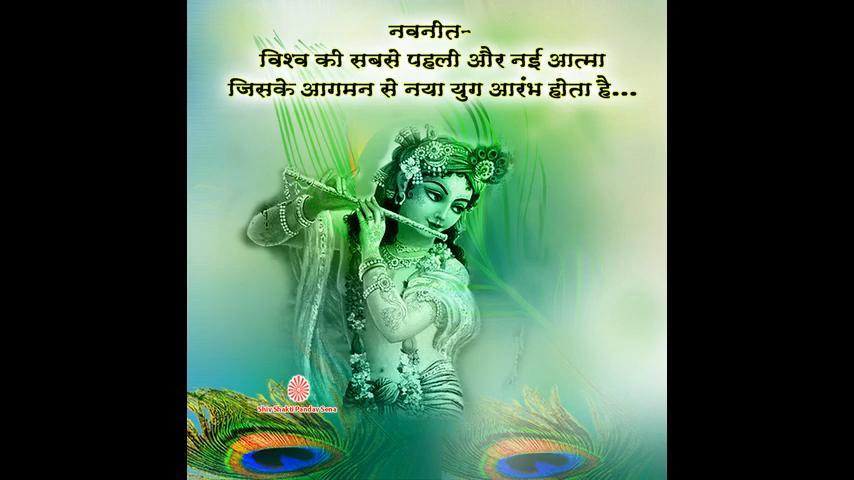 नवनीत-
विश्व की सबसे पहली और नई आत्मा
जिसके आगमन से नया युग आरंभ होता है...
Shiv Shakti Pandav Sena